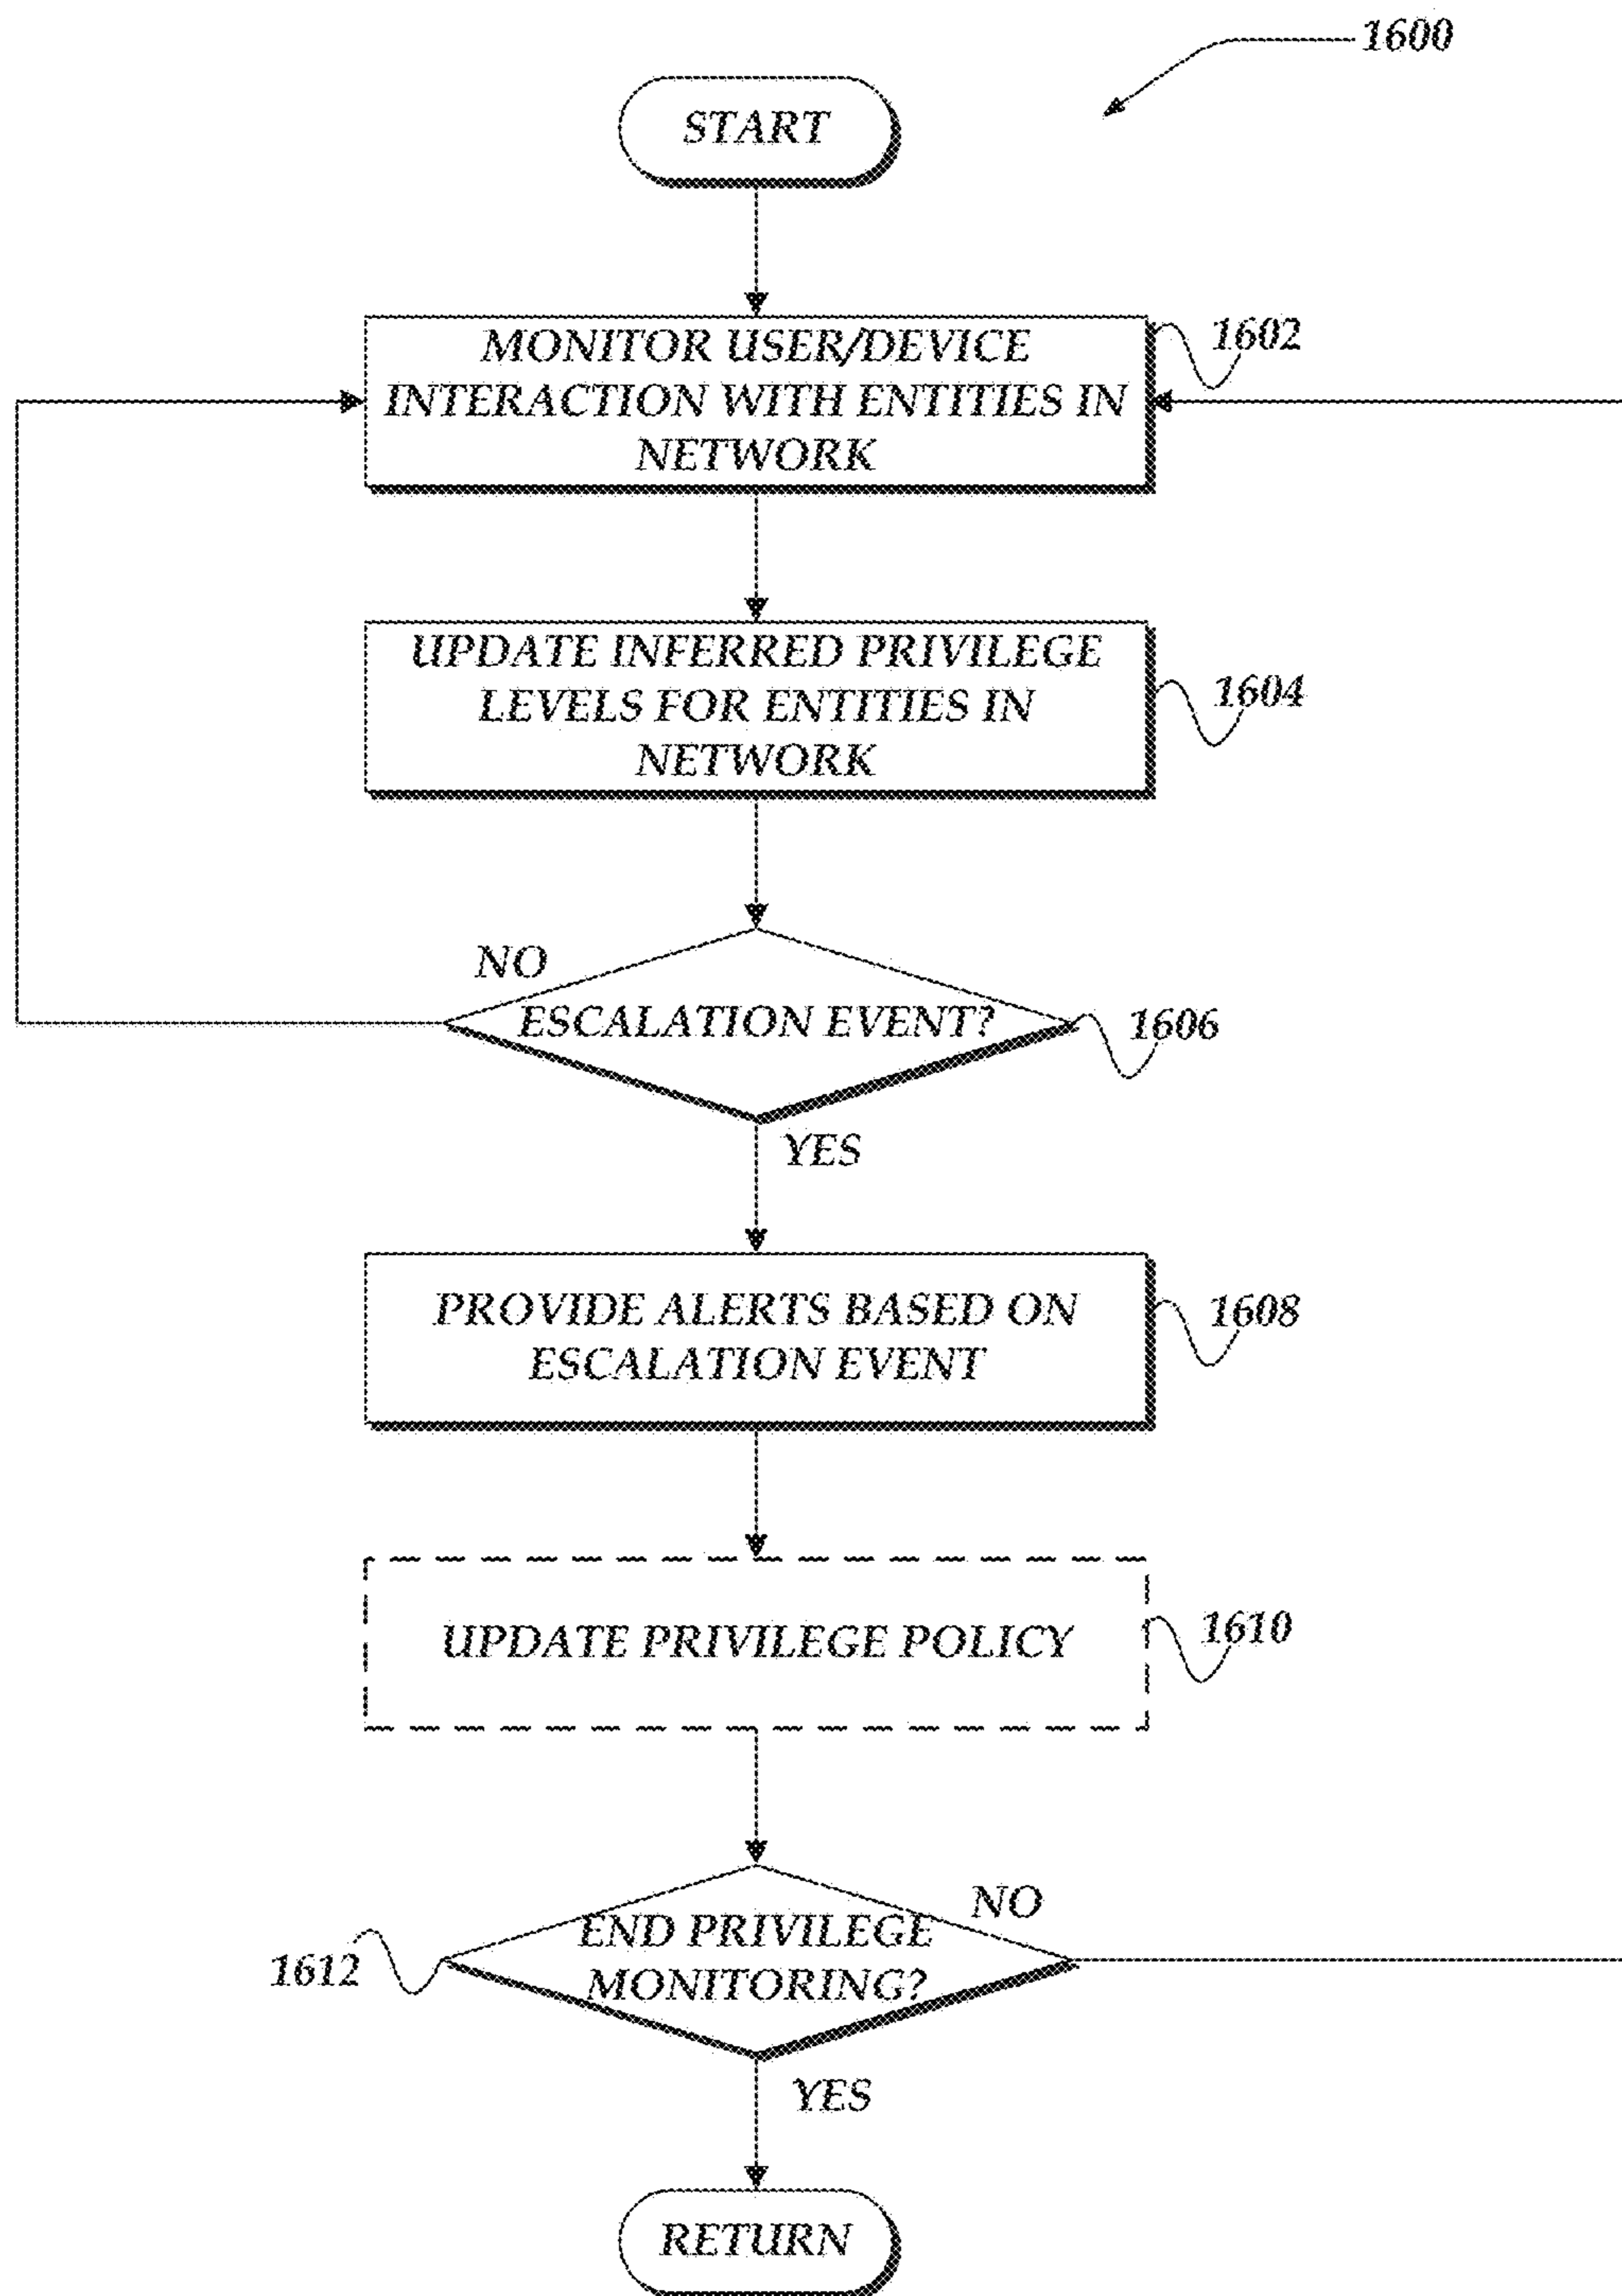 1600
START
MONITOR USER/DEVICE
INTERACTION WITH ENTITIES IN
NETWORK
1602
UPDATE INFERRED PRIVILEGE
LEVELS FOR ENTITIES IN
NETWORK
1604
NO
ESCALATION EVENT?
1606
YES
PROVIDE ALERTS BASED ON
ESCALATION EVENT
1608
UPDATE PRIVILEGE POLICY
1610
NO
END PRIVILEGE
MONITORING?
1612
YES
RETURN